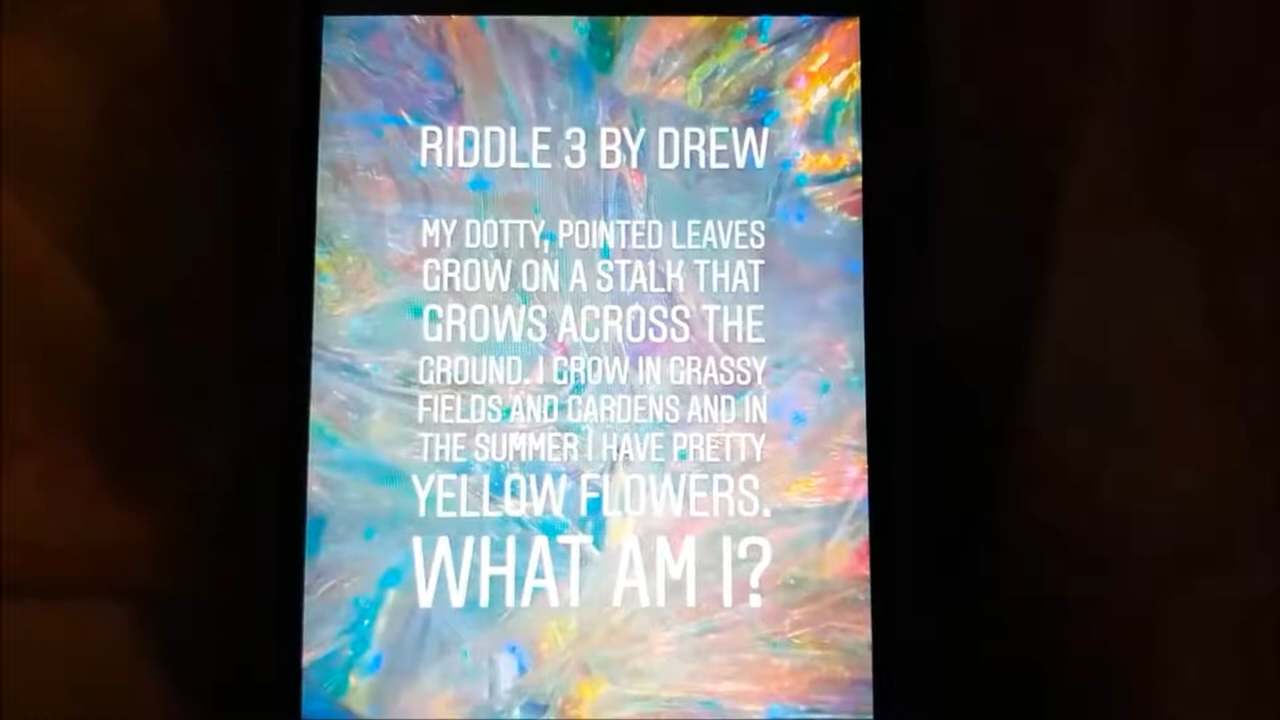 RIDDLE 3 BY DREW
MY DOTTY, POINTED LEAVES
GROW ON A STALK THAT
GROWS ACROSS THE
GROUND. I GROW IN GRASSY
FIELDS AND GARDENS AND IN
THE SUMMER I HAVE PRETTY
YELLOW FLOWERS.
WHAT AM I?